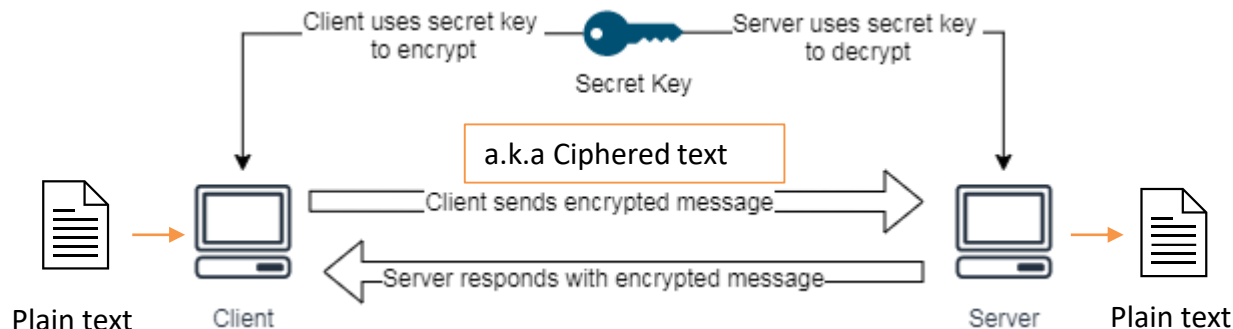 Client uses secret key
to encrypt
Server uses secret key
to decrypt
Secret Key
a.k.a Ciphered text
Client sends encrypted message
Server responds with encrypted message
Plain text
Client
Server
Plain text